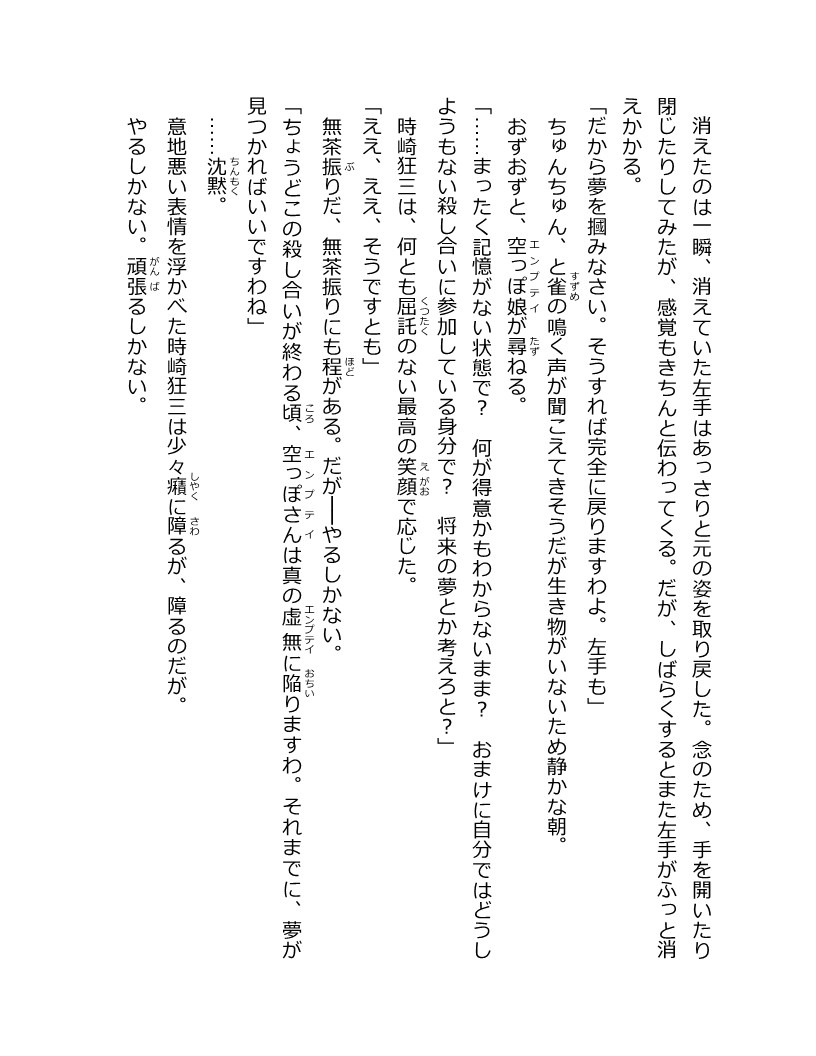 消えたのは一瞬、消えていた左手はあっさりと元の姿を取り戻した。念のため、手を開いたり
閉じたりしてみたが、感覚もきちんと伝わってくる。だが、しばらくするとまた左手がふっと消
えかかる。
「だから夢を摑みなさい。そうすれば完全に戻りますわよ。左手も」
ちゅんちゅん、と雀の鳴く声が聞こえてきそうだが生き物がいないため静かな朝。
おずおずと、空っぽ娘が尋ねる。
「……まったく記憶がない状態で？　何が得意かもわからないまま？　おまけに自分ではどうし
ようもない殺し合いに参加している身分で？　将来の夢とか考えろと？」
時崎狂三は、何とも屈託のない最高の笑顔で応じた。
「ええ、ええ、そうですとも」
無茶振りだ、無茶振りにも程がある。だが──やるしかない。
「ちょうどこの殺し合いが終わる頃、空っぽさんは真の虚無に陥りますわ。それまでに、夢が
見つかればいいですわね」
……沈黙。
意地悪い表情を浮かべた時崎狂三は少々癪に障るが、障るのだが。
やるしかない。頑張るしかない。